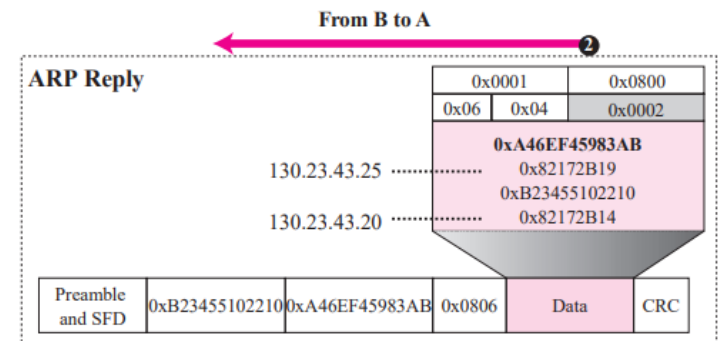 From B to A
2
ARP Reply
0x0001 0x0800
0x06 0x04 0x0002
0xA46EF45983AB
130.23.43.25 0x82172B19
0xB23455102210
130.23.43.20 0x82172B14
Preamble and SFD 0xB23455102210 0xA46EF45983AB 0x0806 Data CRC